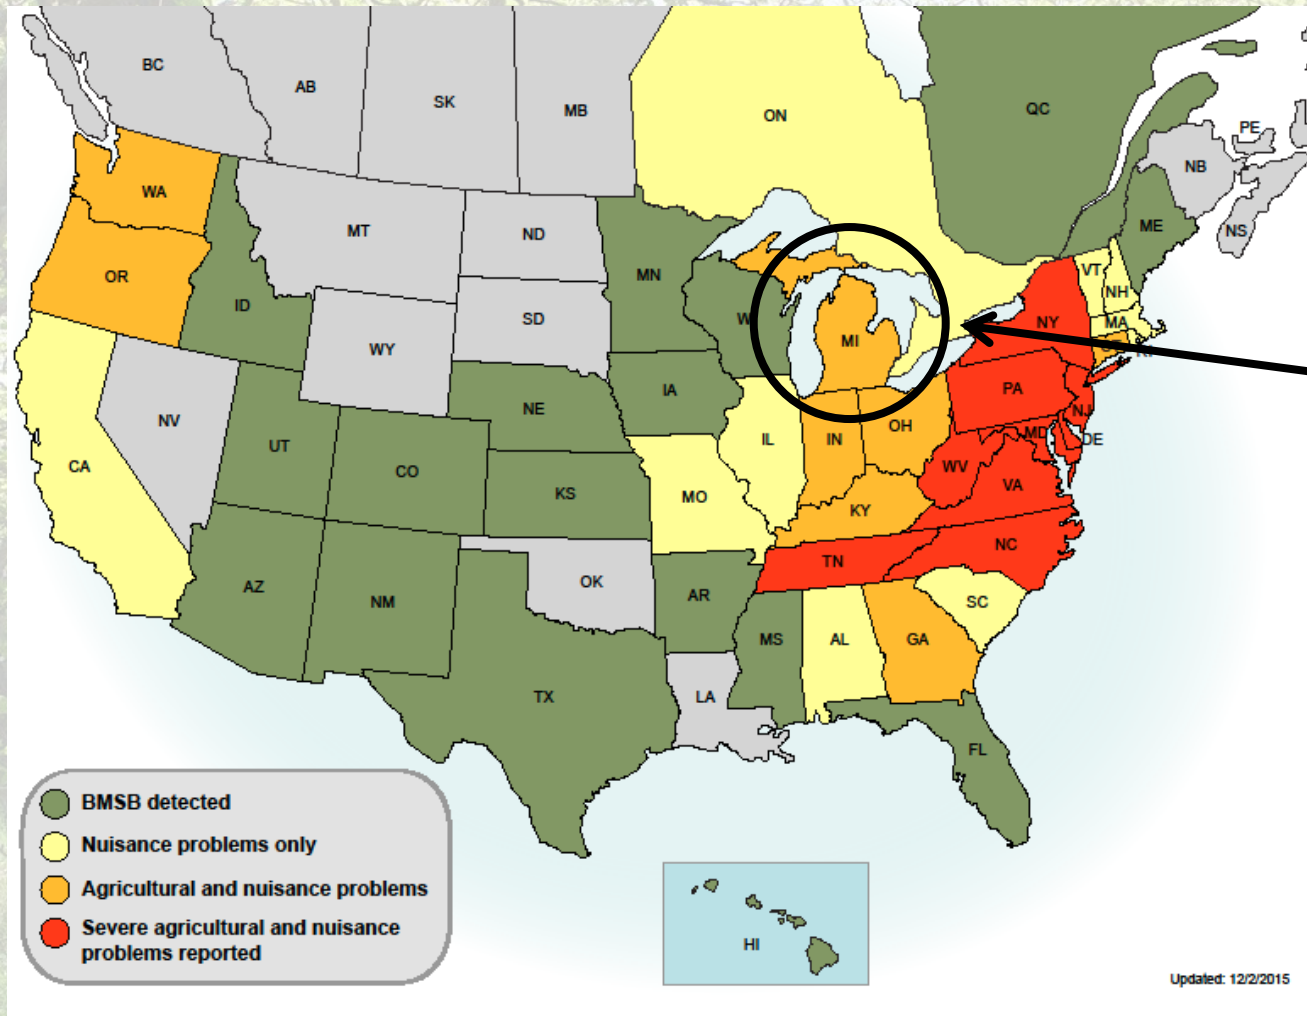 BC
AB
SK
MB
ON
QC
PE
NB
NS
WA
MT
ND
MN
ME
OR
ID
SD
W
MI
VT
NH
NY
MA
WY
IA
PA
NJ
NV
NE
IL
IN
OH
MD
DE
CA
UT
CO
KS
MO
WV
VA
KY
TN
NC
AZ
NM
OK
AR
SC
MS
AL
GA
TX
LA
FL
HI
BMSB detected
Nuisance problems only
Agricultural and nuisance problems
Severe agricultural and nuisance
problems reported
Updated: 12/2/2015